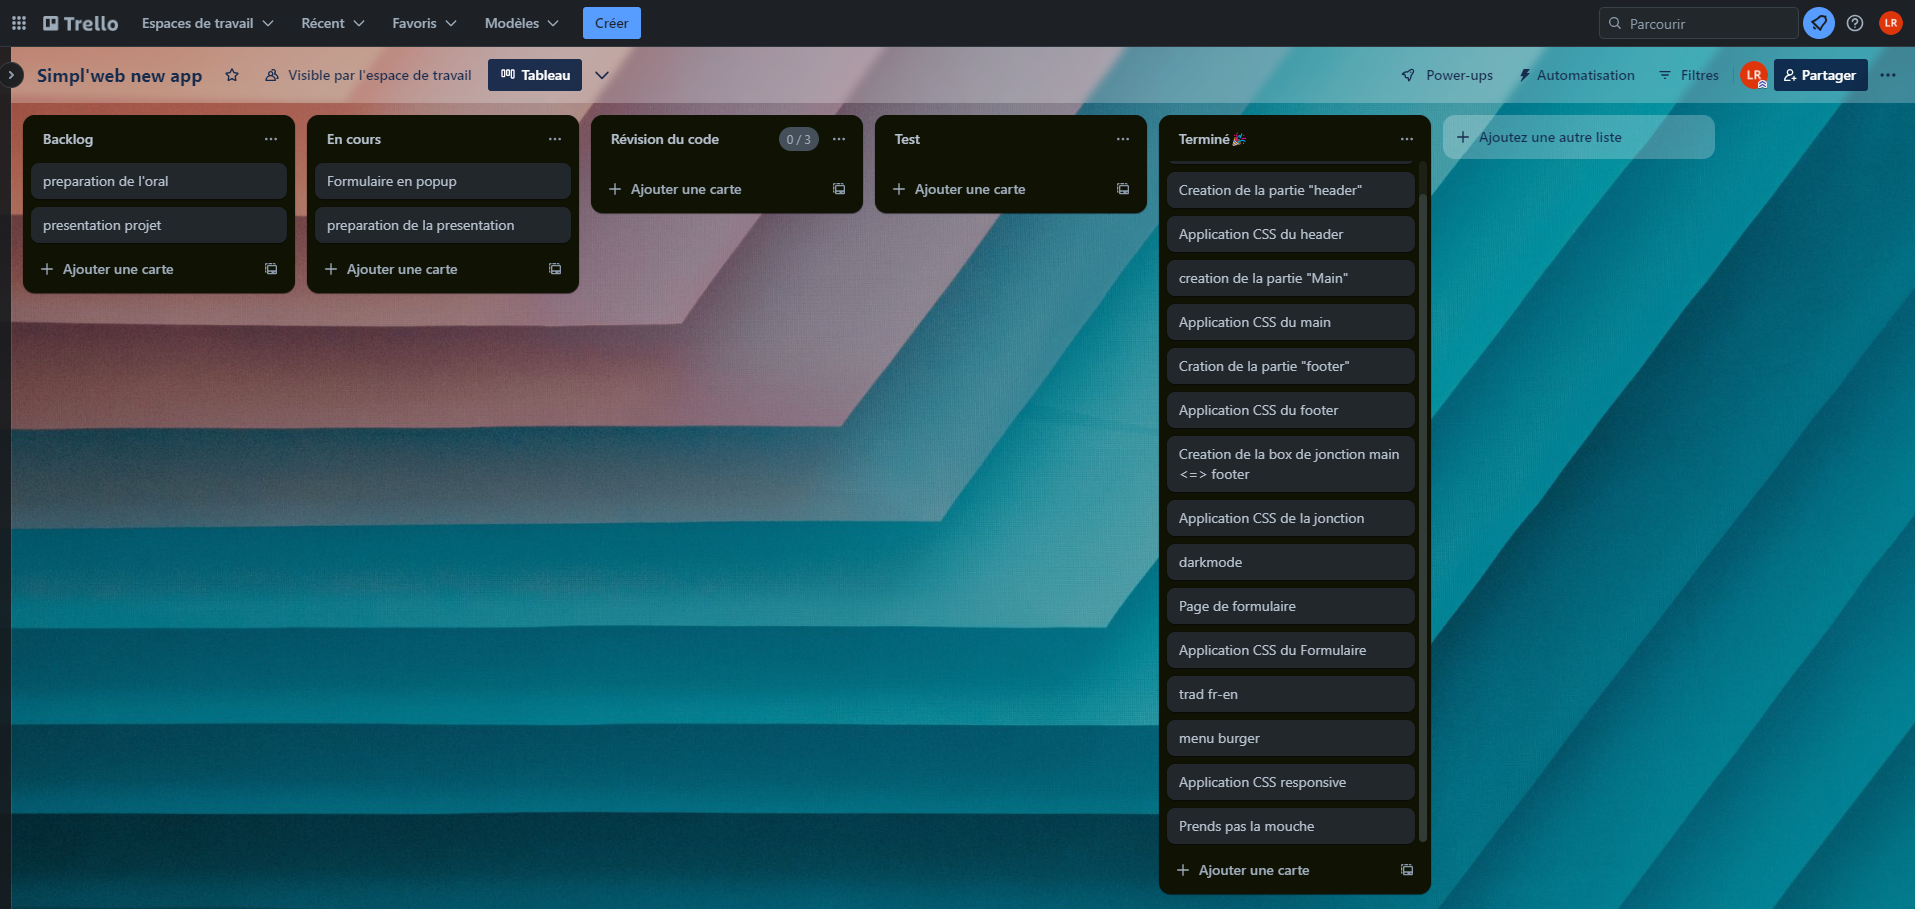 Trello
Espaces de travail
Récent
Favoris
Modèles
Créer
Parcourir
LR
Simpl'web new app
Visible par l'espace de travail
Tableau
Power-ups
Automatisation
Filtres
LR
Partager
Backlog
preparation de l'oral
presentation projet
Ajouter une carte
En cours
Formulaire en popup
preparation de la presentation
Ajouter une carte
Révision du code
0 / 3
Ajouter une carte
Test
Ajouter une carte
Terminé🎉
Creation de la partie "header"
Application CSS du header
creation de la partie "Main"
Application CSS du main
Cration de la partie "footer"
Application CSS du footer
Creation de la box de jonction main
<=> footer
Application CSS de la jonction
darkmode
Page de formulaire
Application CSS du Formulaire
trad fr-en
menu burger
Application CSS responsive
Prends pas la mouche
Ajouter une carte
Ajoutez une autre liste